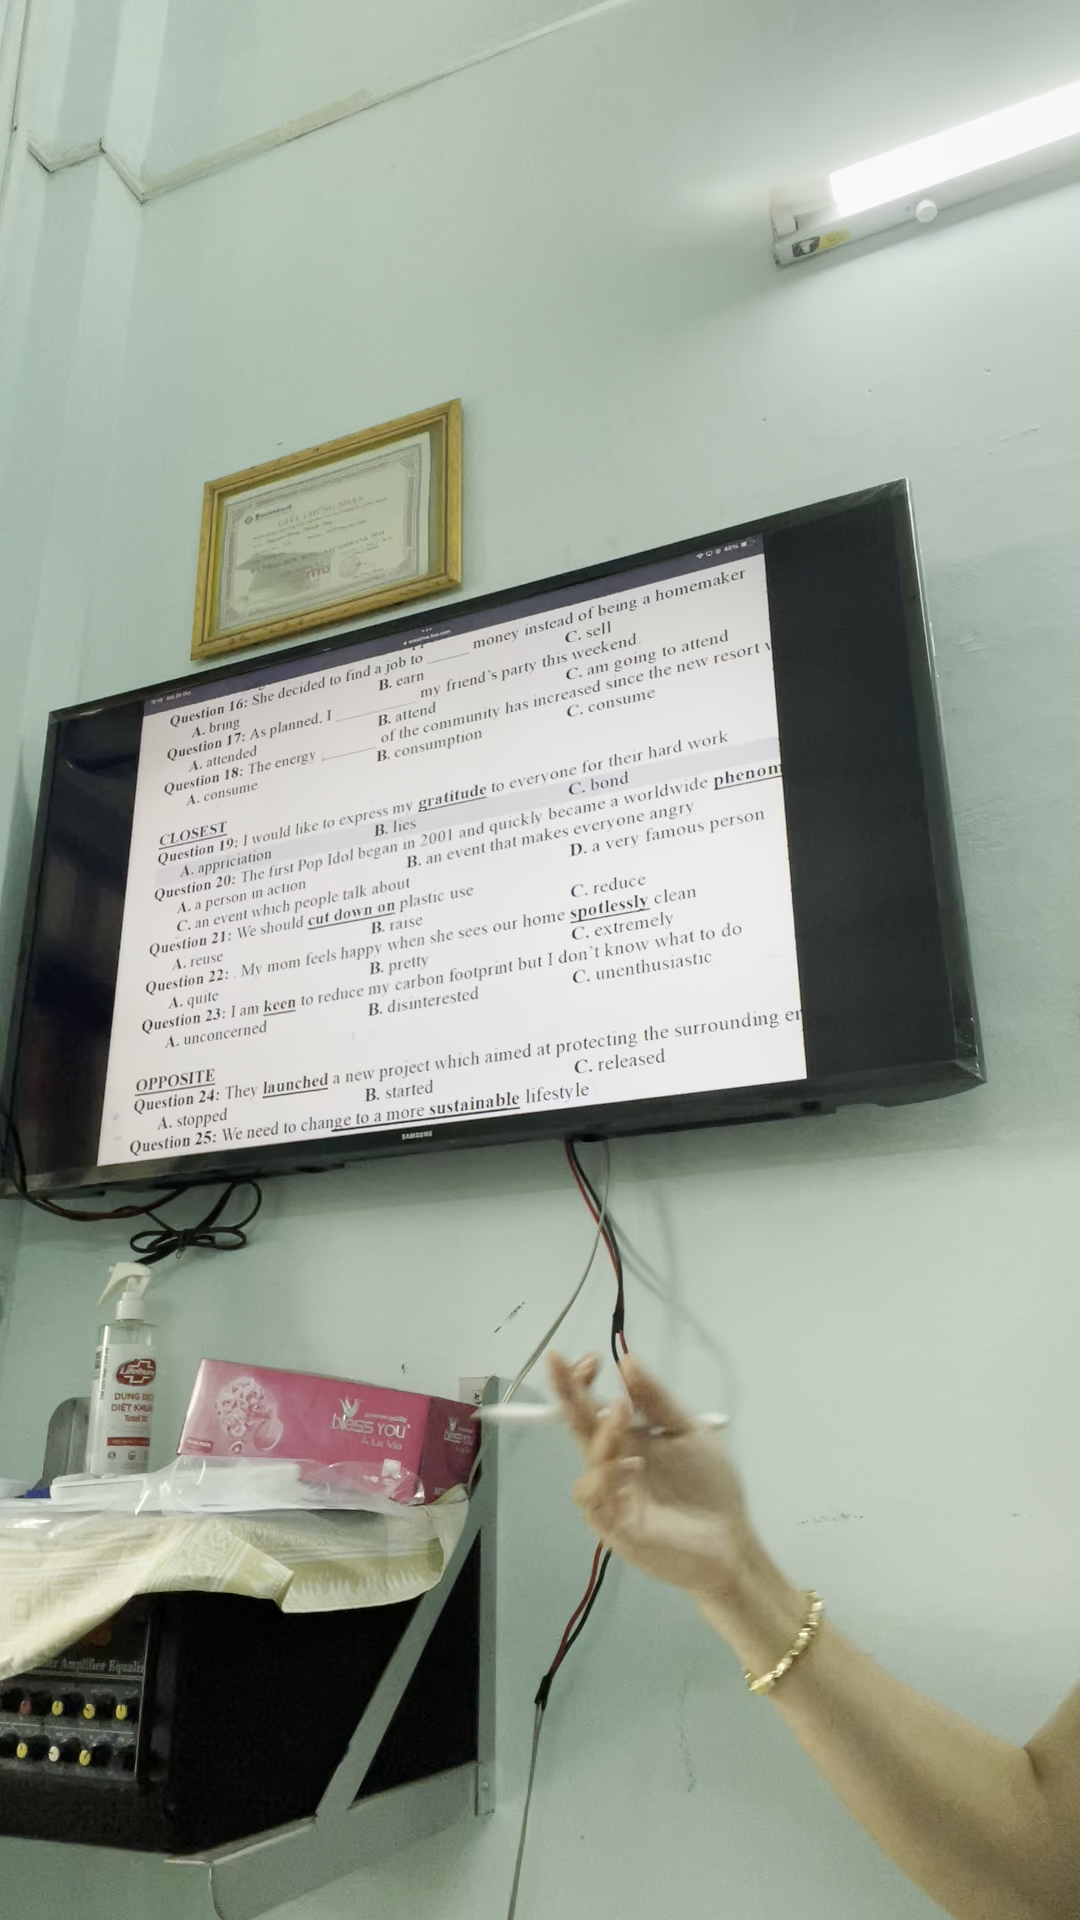 GIẤY CHỨNG NHẬN
Question 16: She decided to find a job to ______ money instead of being a homemaker
A. bring B. earn C. sell
Question 17: As planned, I __________ my friend's party this weekend.
A. attended B. attend C. am going to attend
Question 18: The energy ________ of the community has increased since the new resort
A. consume B. consumption C. consume
CLOSEST
Question 19: I would like to express my gratitude to everyone for their hard work
A. appriciation B. lies C. bond
Question 20: The first Pop Idol began in 2001 and quickly became a worldwide phenom
A. a person in action B. an event that makes everyone angry
C. an event which people talk about D. a very famous person
Question 21: We should cut down on plastic use
A. reuse B. raise C. reduce
Question 22: . My mom feels happy when she sees our home spotlessly clean
A. quite B. pretty C. extremely
Question 23: I am keen to reduce my carbon footprint but I don't know what to do
A. unconcerned B. disinterested C. unenthusiastic
OPPOSITE
Question 24: They launched a new project which aimed at protecting the surrounding en
A. stopped B. started C. released
Question 25: We need to change to a more sustainable lifestyle
SAMSUNG
Lifebuoy
DUNG DỊCH
DIỆT KHUẨN
bless you
à La Vie
bless you
Amplifier Equaliz